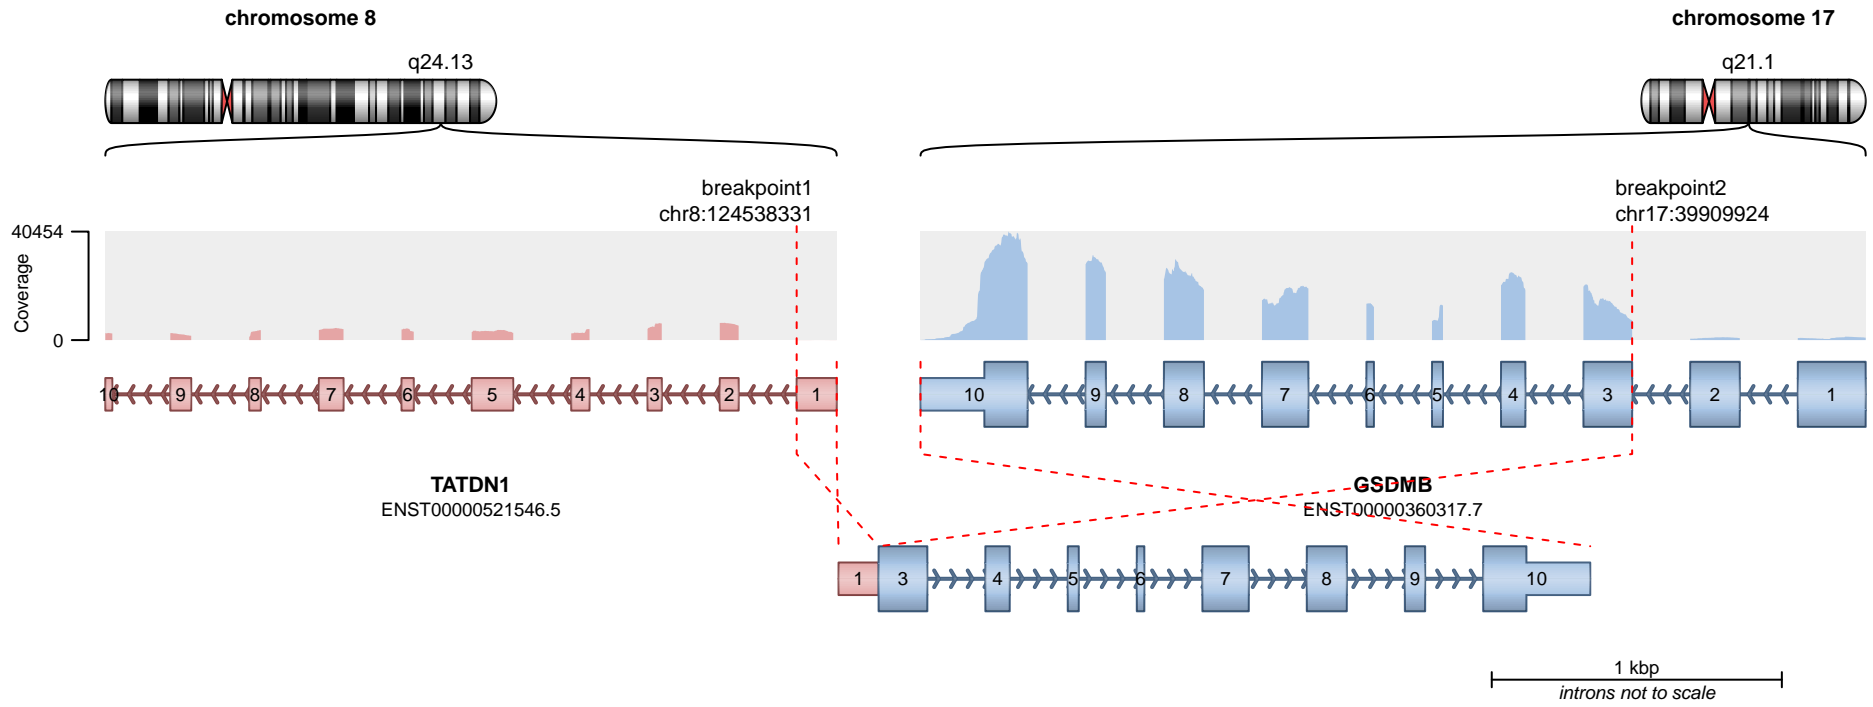 chromosome 8
chromosome 17
q24.13
q21.1
breakpoint1
chr8:124538331
breakpoint2
chr17:39909924
40454
Coverage
0
10 9 8 7 6 5 4 3 2 1
10 9 8 7 6 5 4 3 2 1
TATDN1
ENST00000521546.5
GSDMB
ENST00000360317.7
1 3 4 5 6 7 8 9 10
1 kbp
introns not to scale